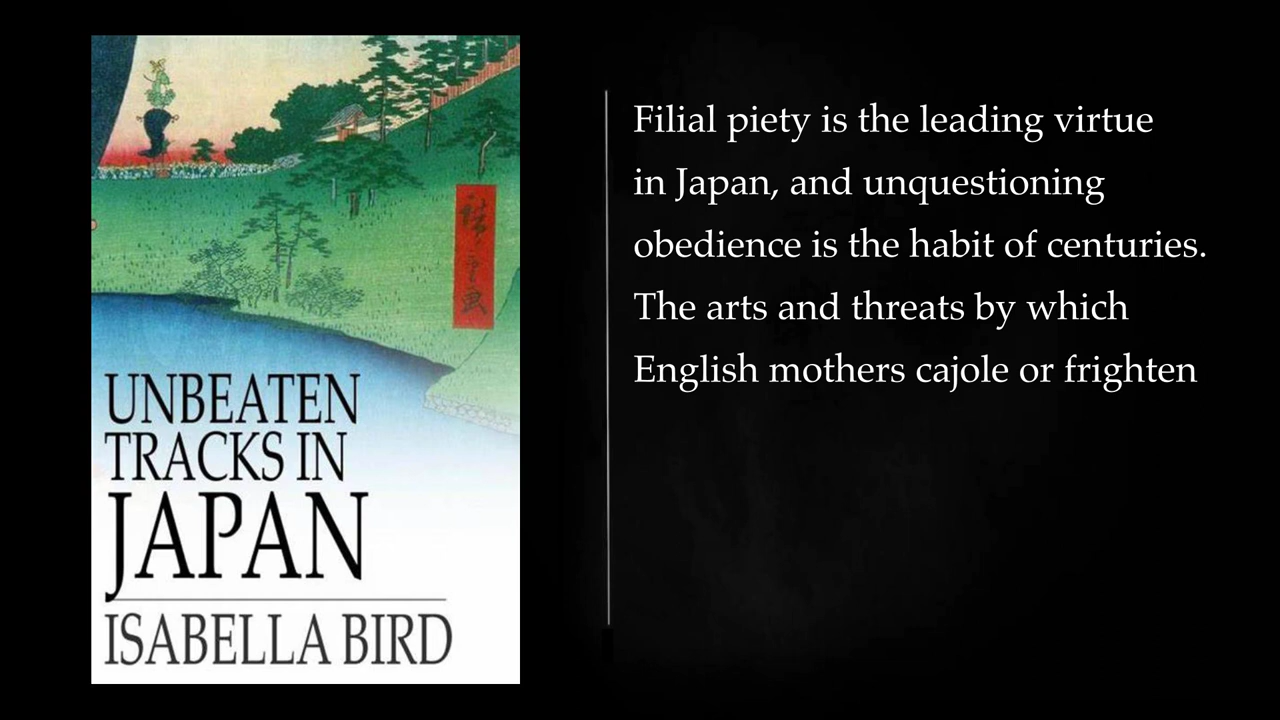 UNBEATEN
TRACKS IN
JAPAN
ISABELLA BIRD
Filial piety is the leading virtue
in Japan, and unquestioning
obedience is the habit of centuries.
The arts and threats by which
English mothers cajole or frighten